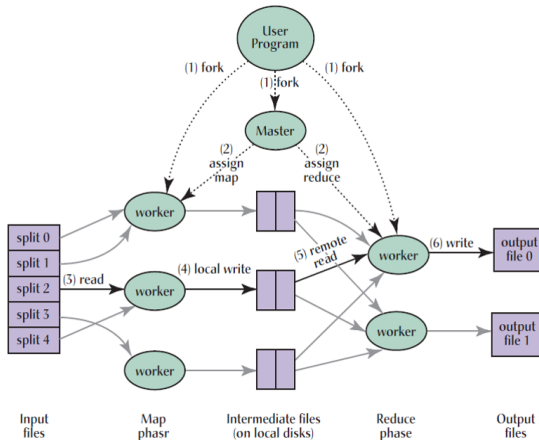 User
Program
(1) fork
(1) fork
(1) fork
Master
(2)
assign
map
(2)
assign
reduce
worker
split 0
split 1
split 2
split 3
split 4
(3) read
worker
(4) local write
(5) remote
read
worker
(6) write
output
file 0
worker
output
file 1
worker
Input
files
Map
phasr
Intermediate files
(on local disks)
Reduce
phase
Output
files